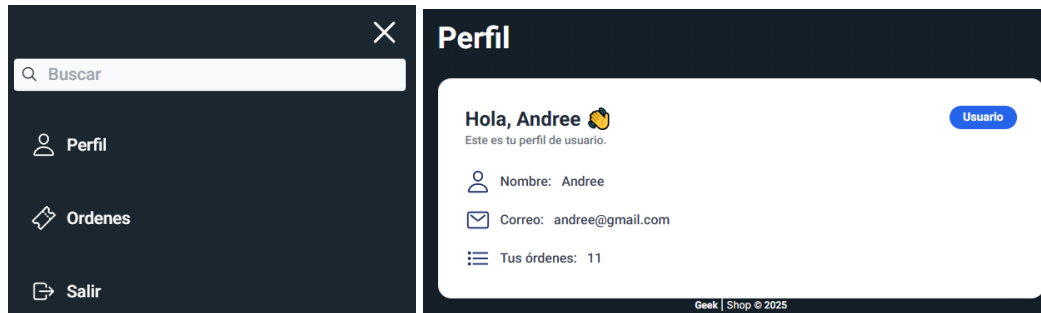 Buscar
Perfil
Ordenes
Salir
Perfil
Hola, Andree 👏
Usuario
Este es tu perfil de usuario.
Nombre: Andree
Correo: andree@gmail.com
Tus órdenes: 11
Geek | Shop © 2025